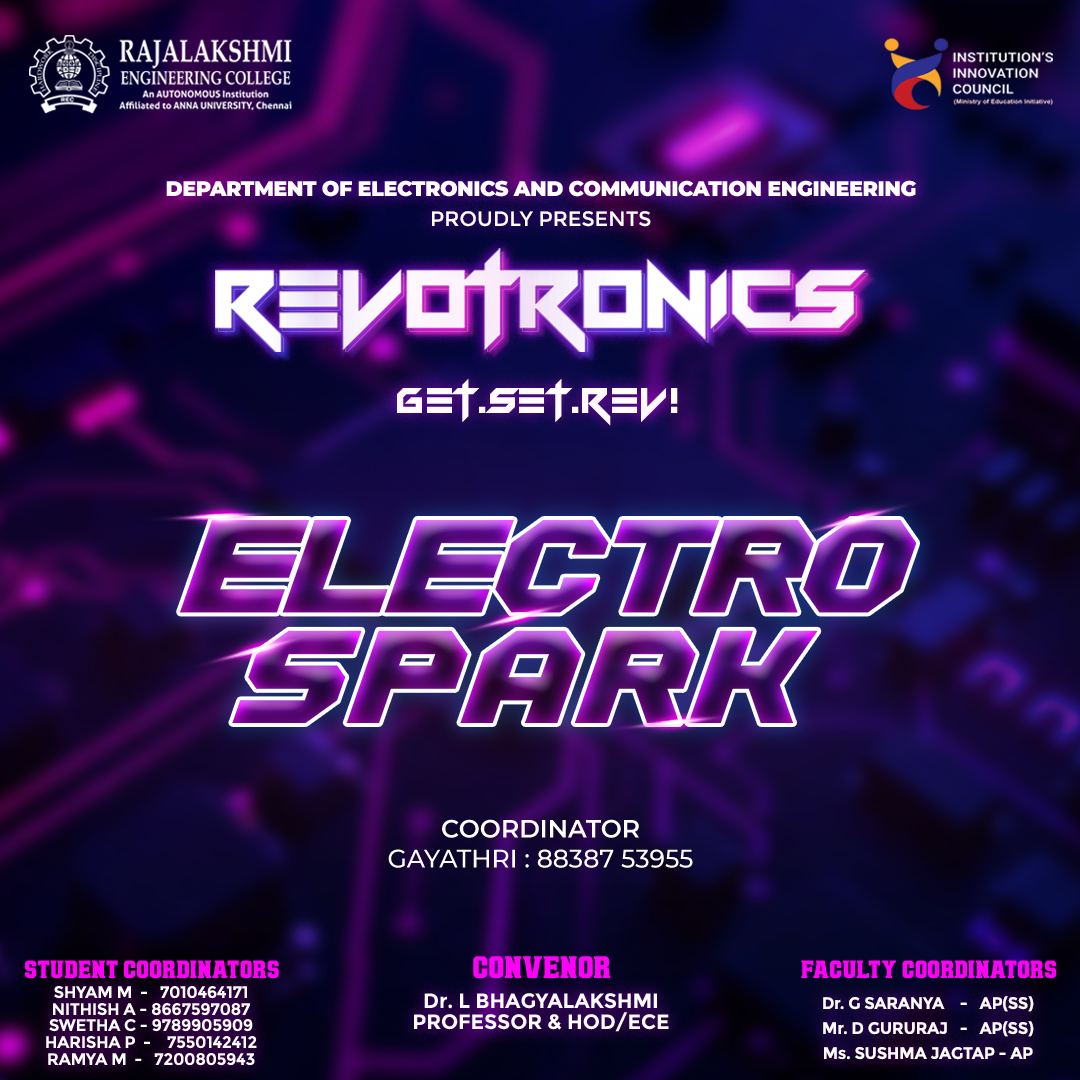 RAJALAKSHMI
ENGINEERING COLLEGE
An AUTONOMOUS Institution
Affiliated to ANNA UNIVERSITY, Chennai
REC
INSTITUTION'S
INNOVATION
COUNCIL
(Ministry of Education Initiative)
DEPARTMENT OF ELECTRONICS AND COMMUNICATION ENGINEERING
PROUDLY PRESENTS
REVOTRONICS
GET.SET.REV!
ELECTRO
SPARK
COORDINATOR
GAYATHRI : 88387 53955
STUDENT COORDINATORS
SHYAM M - 7010464171
NITHISH A - 8667597087
SWETHA C - 9789905909
HARISHA P - 7550142412
RAMYA M - 7200805943
CONVENOR
Dr. L BHAGYALAKSHMI
PROFESSOR & HOD/ECE
FACULTY COORDINATORS
Dr. G SARANYA - AP(SS)
Mr. D GURURAJ - AP(SS)
Ms. SUSHMA JAGTAP - AP